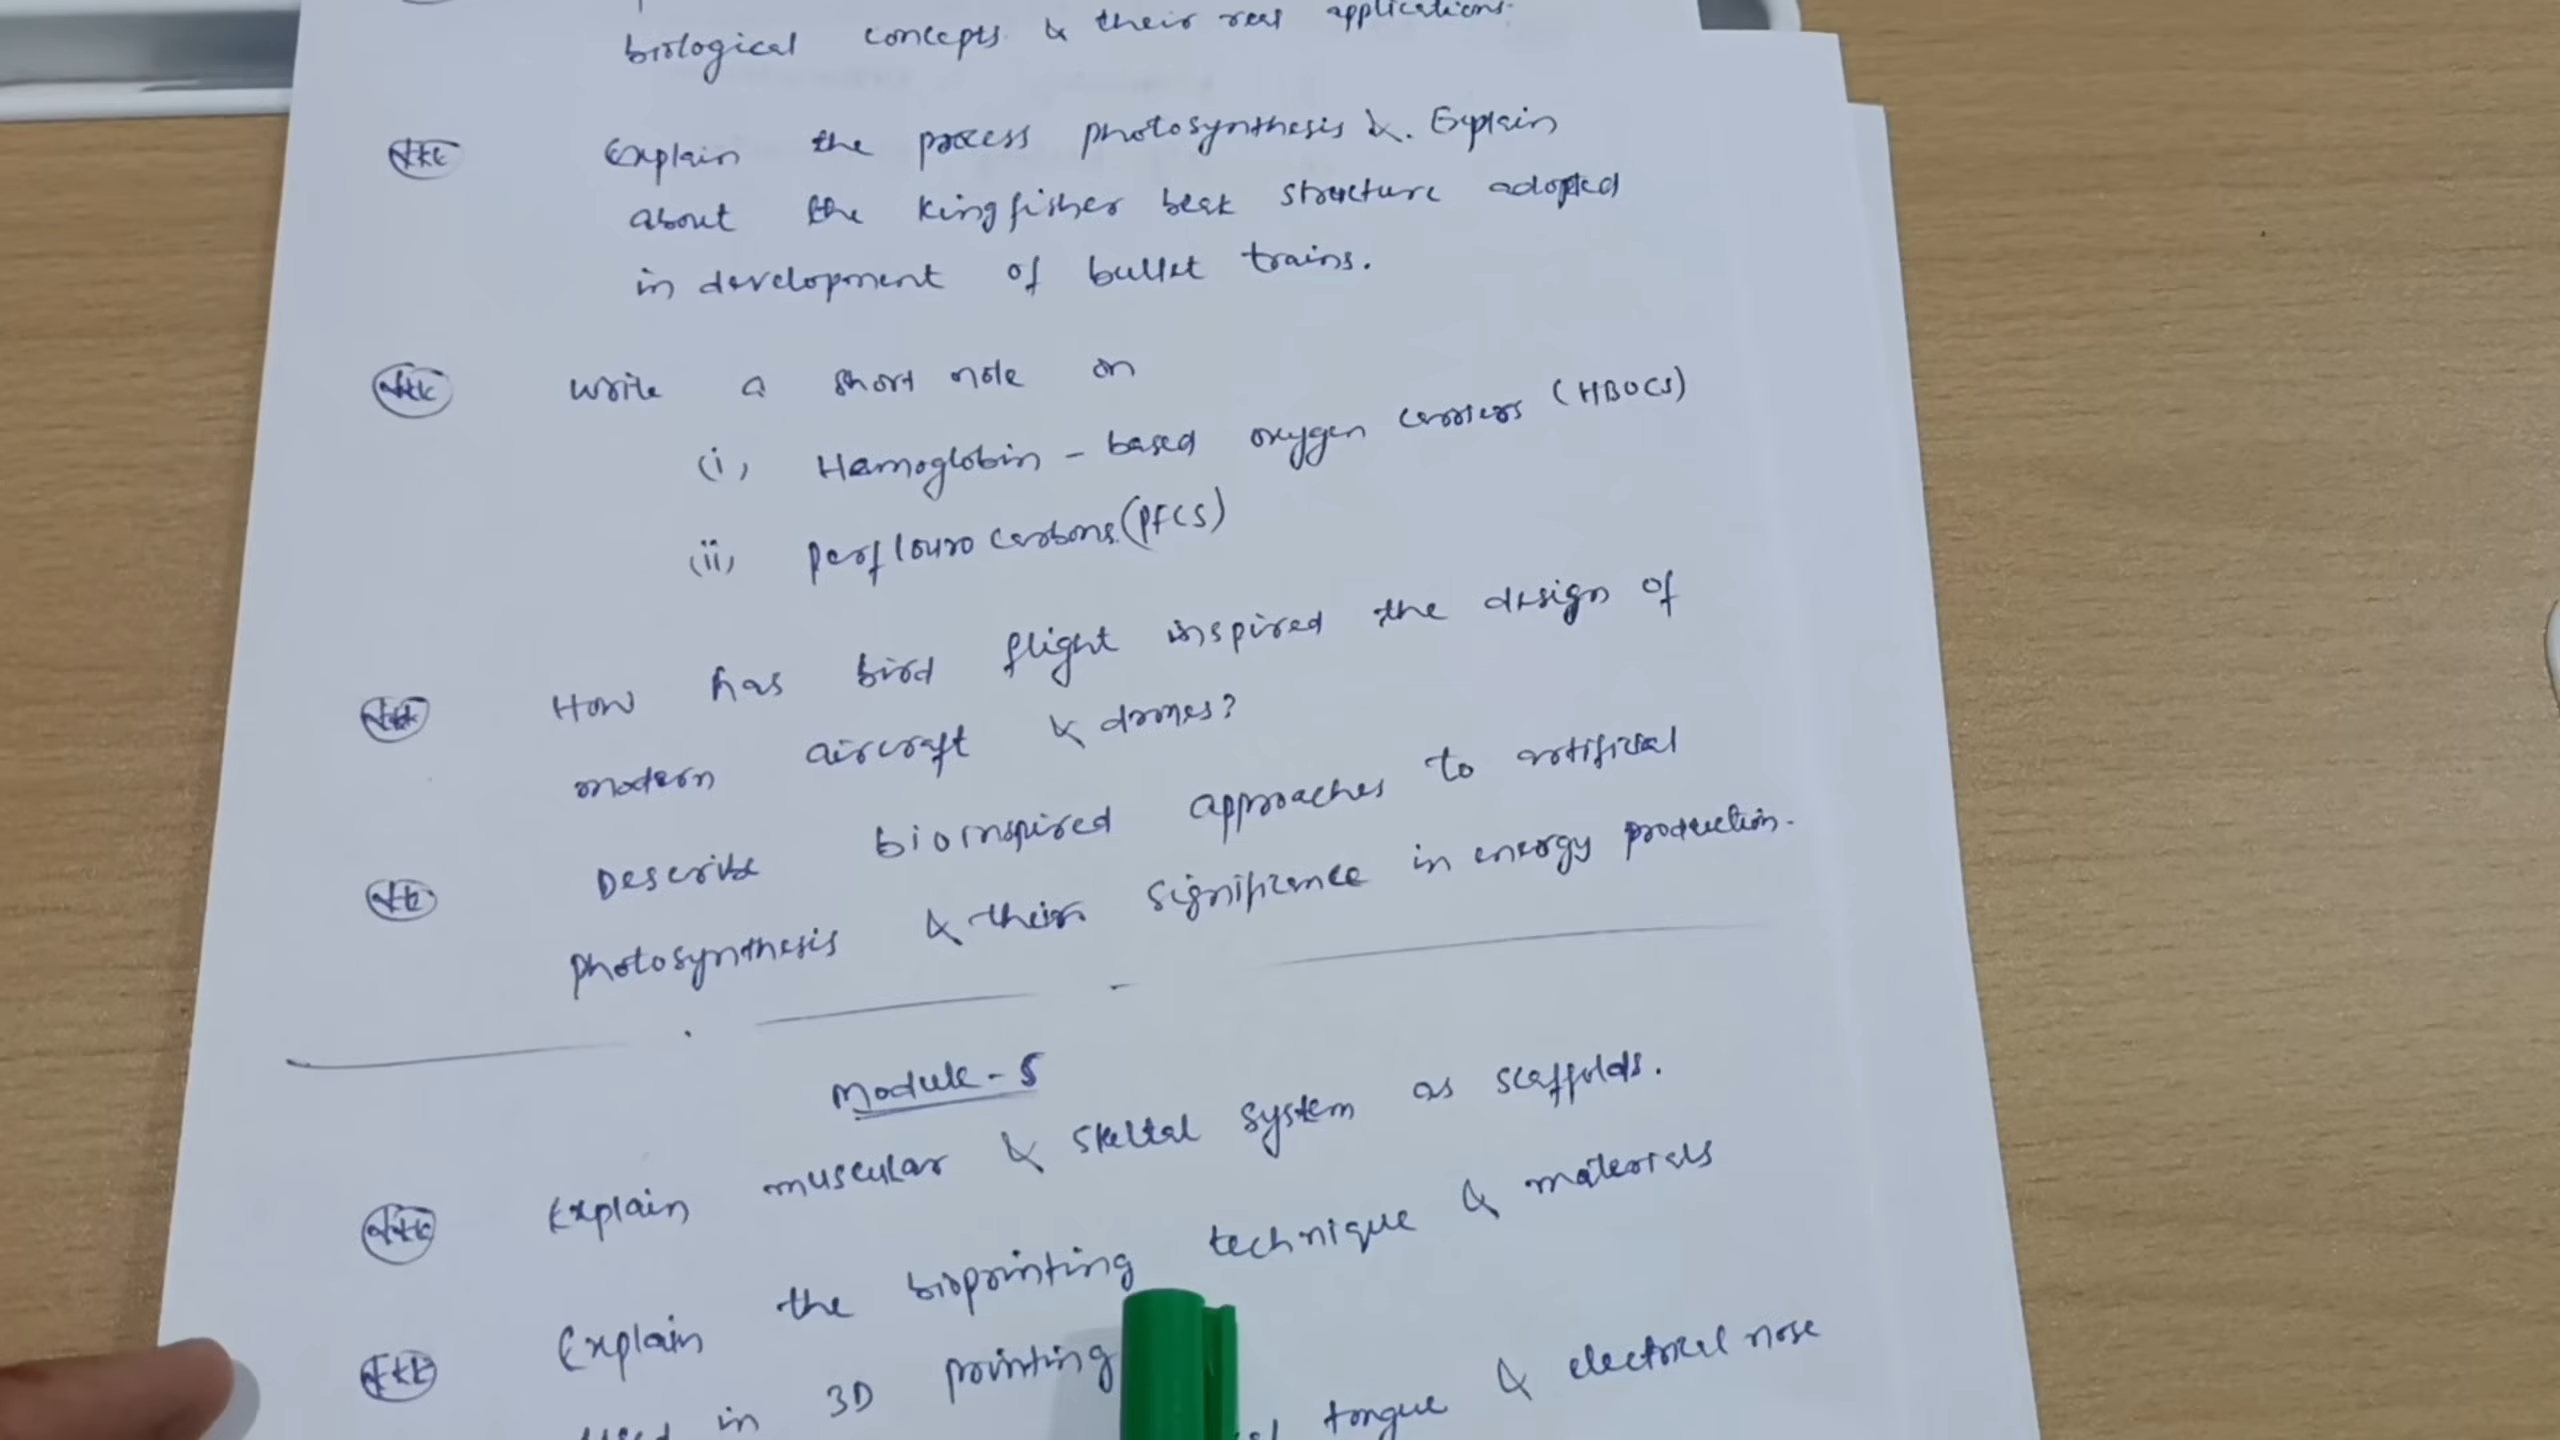 biological concepts & their real applications.
*** Explain the process photosynthesis &. Explain
about the kingfisher beak structure adopted
in development of bullet trains.
*** Write a short note on
(i) Hemoglobin - based oxygen carriers (HBOCs)
(ii) perflouro carbons. (PFCs)
*** How has bird flight inspired the design of
modern aircraft & drones?
** Describe bioinspired approaches to artificial
photosynthesis & their significance in energy production.
Module - 5
*** Explain muscular & skeltal system as scaffolds.
*** Explain the bioprinting technique & materials
used in 3D printing
tongue & electrical nose